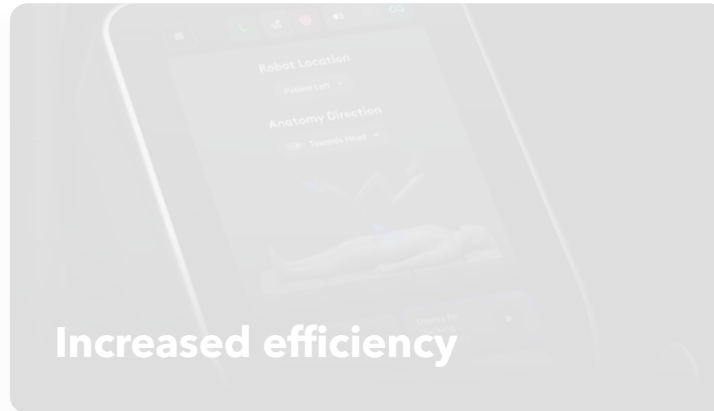 Robot Location
Patient Left
Anatomy Direction
Towards Head
Increased efficiency